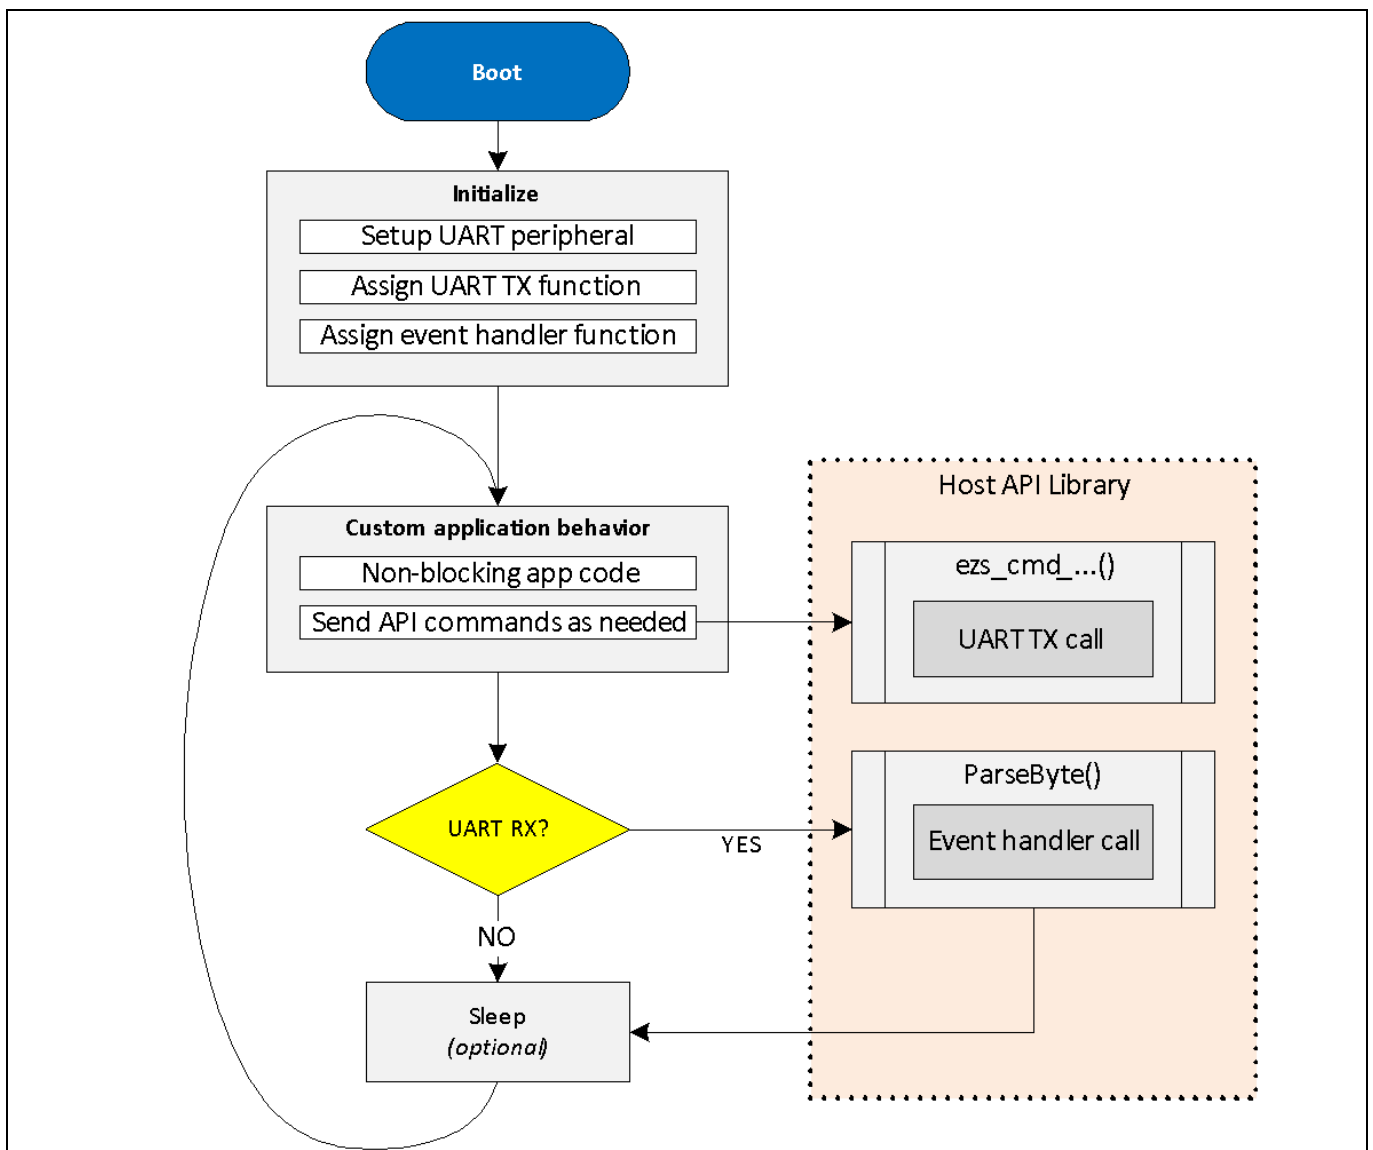 Boot
Initialize
Setup UART peripheral
Assign UART TX function
Assign event handler function
Custom application behavior
Non-blocking app code
Send API commands as needed
Host API Library
ezs_cmd_...()
UART TX call
UART RX?
YES
ParseByte()
Event handler call
NO
Sleep
(optional)